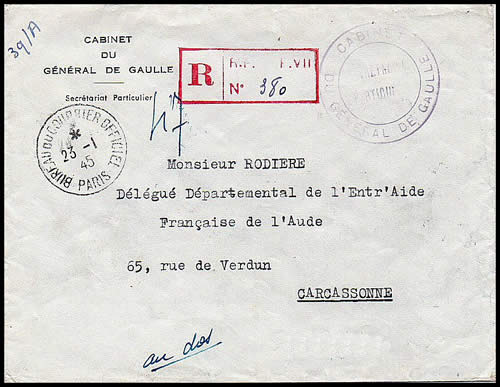 39/A
CABINET
DU
GÉNÉRAL DE GAULLE
Secrétariat Particulier
R
R.P. F.VII
N° 380
CABINET
DU GÉNÉRAL DE GAULLE
BUREAU DU COURRIER OFFICIEL
23 -1
45
PARIS
Monsieur RODIERE
Délégué Départemental de l'Entr'Aide
Française de l'Aude
65, rue de Verdun
CARCASSONNE
au dos